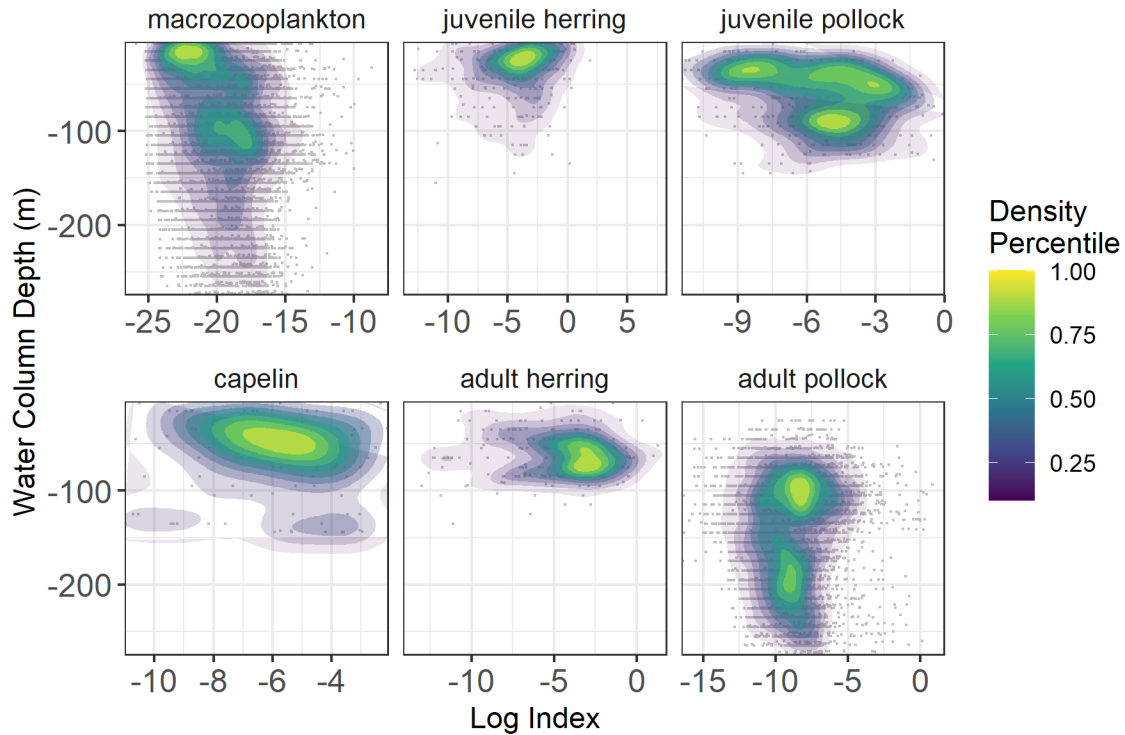 macrozooplankton juvenile herring juvenile pollock
-100
-200
-25 -20 -15 -10 -10 -5 0 5 -9 -6 -3 0
capelin adult herring adult pollock
-100
-200
-10 -8 -6 -4 -10 -5 0 -15 -10 -5 0
Water Column Depth (m)
Log Index
Density
Percentile
1.00
0.75
0.50
0.25